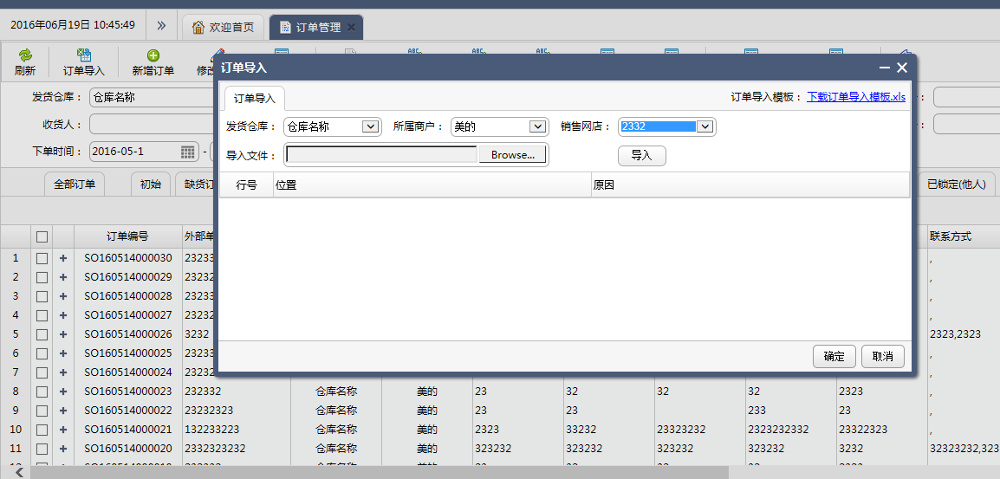 2016年06月19日 10:45:49 » 欢迎首页 订单管理 ×
刷新 订单导入 新增订单 修改
订单导入
订单导入 订单导入模板： 下载订单导入模板.xls
发货仓库： 仓库名称
收货人：
下单时间： 2016-05-1 -
发货仓库： 仓库名称 所属商户： 美的 销售网店： 2332
导入文件： Browse... 导入
行号 位置 原因
确定 取消
全部订单 初始 缺货订 已锁定(他人)
订单编号 外部单 联系方式
1 + SO160514000030 23233 ,
2 + SO160514000029 23232 ,
3 + SO160514000028 23233 ,
4 + SO160514000027 23232 ,
5 + SO160514000026 3232 2323,2323
6 + SO160514000025 23233 ,
7 + SO160514000024 23232 ,
8 + SO160514000023 232332 仓库名称 美的 23 32 32 32 2323 ,
9 + SO160514000022 23232323 仓库名称 美的 23 23 233 23 ,
10 + SO160514000021 132233223 仓库名称 美的 2323 33232 23323232 2323232332 23322323 ,
11 + SO160514000020 2332323232 仓库名称 美的 323232 323232 323232 323232 3232 32323232,323